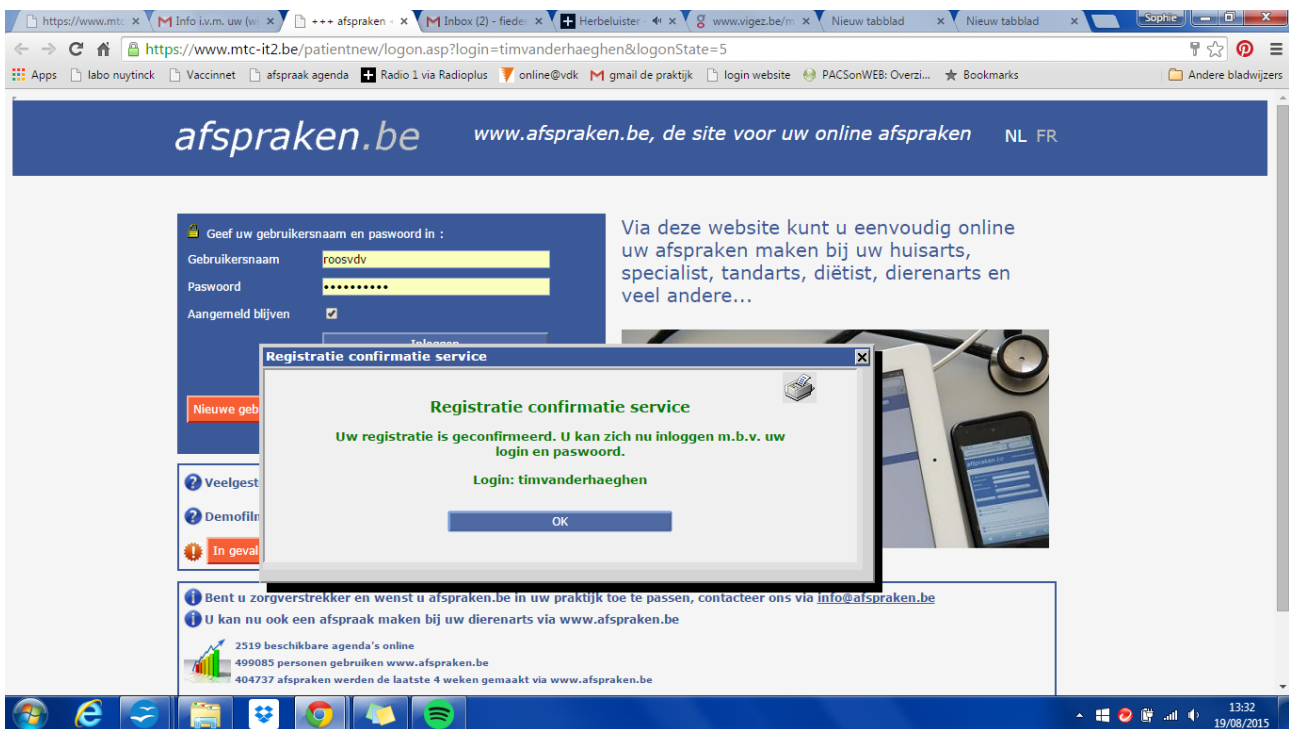 https://www.mtc
M Info i.v.m. uw (wi
+++ afspraken -
Inbox (2) - fieder
Herbeluister -
www.vigez.be/m
Nieuw tabblad
Nieuw tabblad
Sophie
https://www.mtc-it2.be/patientnew/logon.asp?login=timvanderhaeghen&logonState=5
Apps
labo nuytinck
Vaccinnet
afspraak agenda
Radio 1 via Radioplus
online@vdk
gmail de praktijk
login website
PACSonWEB: Overzi...
Bookmarks
Andere bladwijzers
afspraken.be
www.afspraken.be, de site voor uw online afspraken
NL FR
Geef uw gebruikersnaam en paswoord in :
Gebruikersnaam roosvdv
Paswoord ••••••••••
Aangemeld blijven
Inloggen
Nieuwe geb
Via deze website kunt u eenvoudig online
uw afspraken maken bij uw huisarts,
specialist, tandarts, diëtist, dierenarts en
veel andere...
Registratie confirmatie service
Registratie confirmatie service
Uw registratie is geconfirmeerd. U kan zich nu inloggen m.b.v. uw
login en paswoord.
Login: timvanderhaeghen
OK
Veelgest
Demofilm
In geval
Bent u zorgverstrekker en wenst u afspraken.be in uw praktijk toe te passen, contacteer ons via info@afspraken.be
U kan nu ook een afspraak maken bij uw dierenarts via www.afspraken.be
2519 beschikbare agenda's online
499085 personen gebruiken www.afspraken.be
404737 afspraken werden de laatste 4 weken gemaakt via www.afspraken.be
13:32
19/08/2015